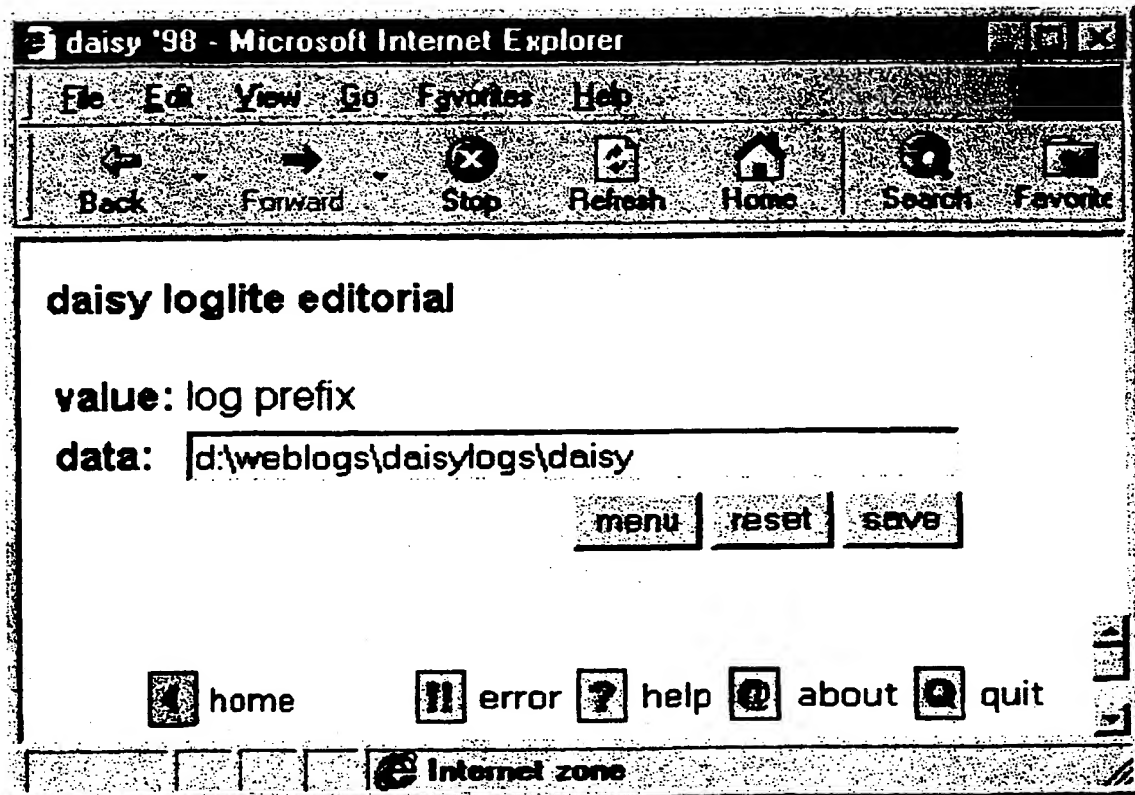 daisy '98 - Microsoft Internet Explorer
File Edit View Go Favorites Help
Back Forward Stop Refresh Home Search Favorite
daisy loglite editorial
value: log prefix
data: d:\weblogs\daisylogs\daisy
menu reset save
home !! error ? help @ about Q quit
Internet zone